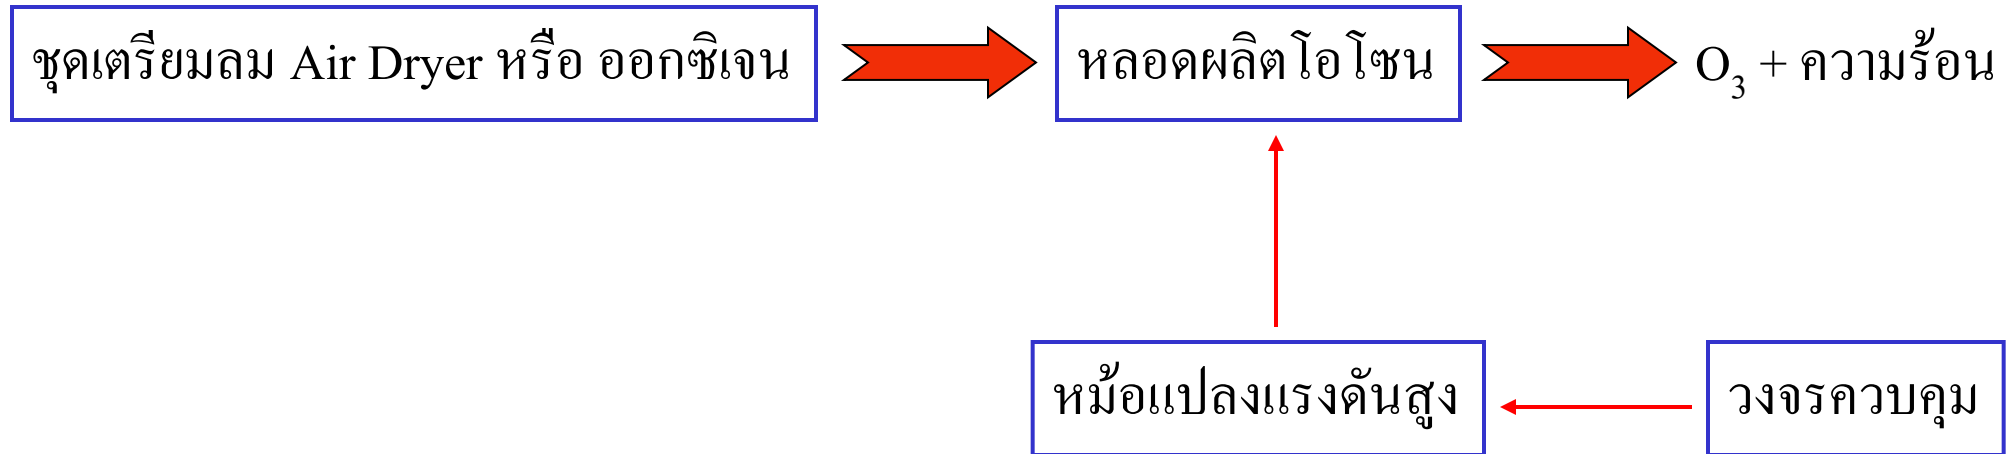 ชุดเตรียมลม Air Dryer หรือ ออกซิเจน
หลอดผลิตโอโซน
O₃ + ความร้อน
หม้อแปลงแรงดันสูง
วงจรควบคุม